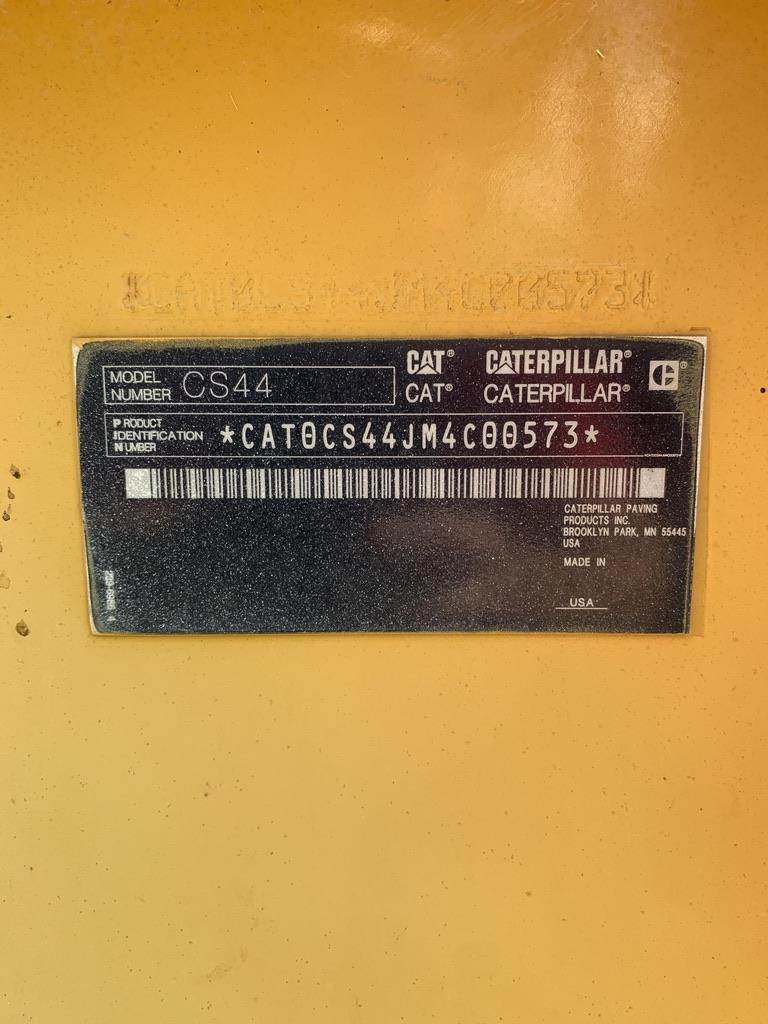 MODEL
NUMBER CS44
CAT® CATERPILLAR®
CAT® CATERPILLAR®
PRODUCT
IDENTIFICATION
NUMBER
*CAT0CS44JM4C00573*
CATERPILLAR PAVING
PRODUCTS INC.
BROOKLYN PARK, MN 55445
USA
MADE IN
USA